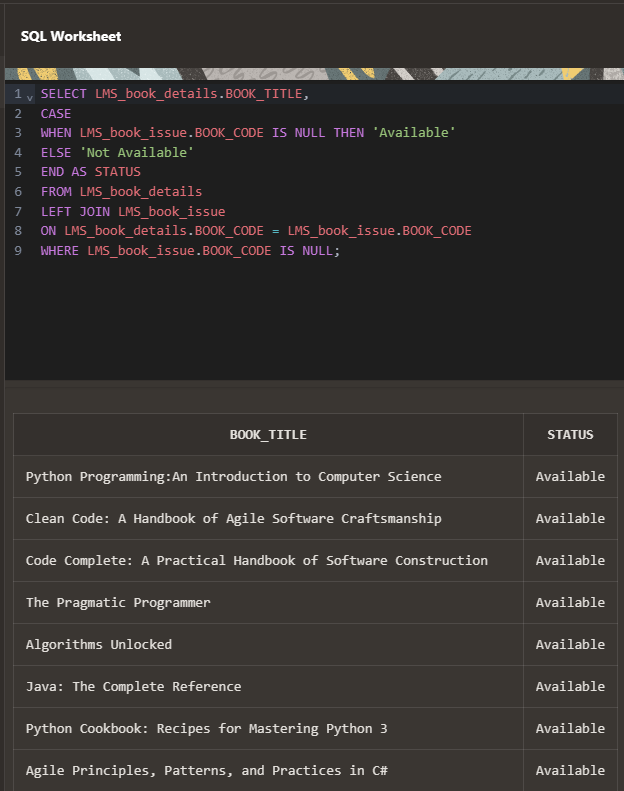 SQL Worksheet
1 SELECT LMS_book_details.BOOK_TITLE,
2 CASE
3 WHEN LMS_book_issue.BOOK_CODE IS NULL THEN 'Available'
4 ELSE 'Not Available'
5 END AS STATUS
6 FROM LMS_book_details
7 LEFT JOIN LMS_book_issue
8 ON LMS_book_details.BOOK_CODE = LMS_book_issue.BOOK_CODE
9 WHERE LMS_book_issue.BOOK_CODE IS NULL;
BOOK_TITLE STATUS
Python Programming:An Introduction to Computer Science Available
Clean Code: A Handbook of Agile Software Craftsmanship Available
Code Complete: A Practical Handbook of Software Construction Available
The Pragmatic Programmer Available
Algorithms Unlocked Available
Java: The Complete Reference Available
Python Cookbook: Recipes for Mastering Python 3 Available
Agile Principles, Patterns, and Practices in C# Available